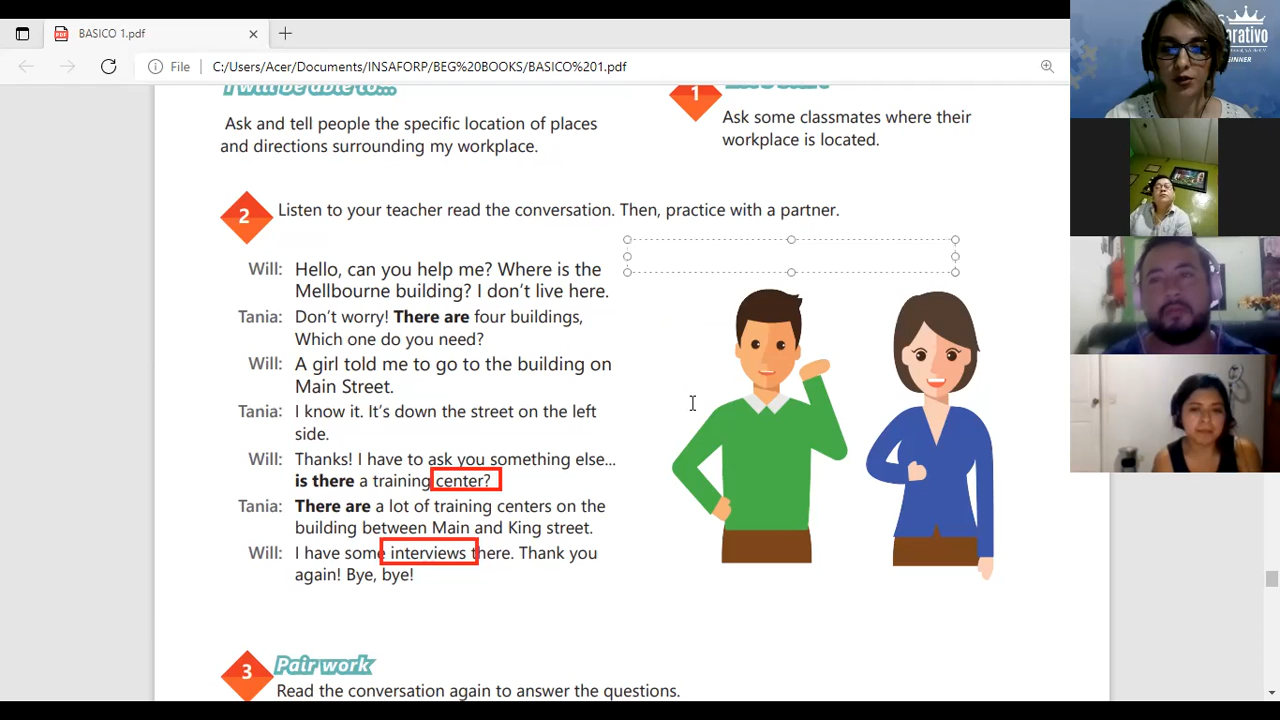 BASICO 1.pdf
File
C:/Users/Acer/Documents/INSAFORP/BEG%20BOOKS/BASICO%201.pdf
I will be able to...
Ask and tell people the specific location of places
and directions surrounding my workplace.
1
Ask some classmates where their
workplace is located.
2
Listen to your teacher read the conversation. Then, practice with a partner.
Will: Hello, can you help me? Where is the
Mellbourne building? I don't live here.
Tania: Don't worry! There are four buildings,
Which one do you need?
Will: A girl told me to go to the building on
Main Street.
Tania: I know it. It's down the street on the left
side.
Will: Thanks! I have to ask you something else...
is there a training center?
Tania: There are a lot of training centers on the
building between Main and King street.
Will: I have some interviews there. Thank you
again! Bye, bye!
3
Pair work
Read the conversation again to answer the questions.